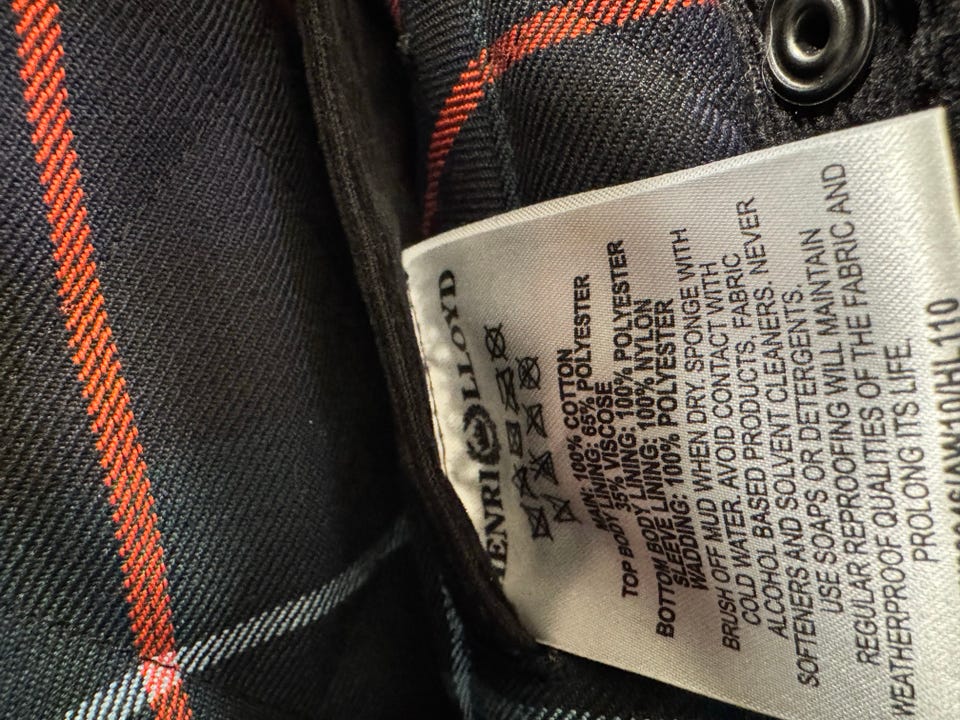 HENRI LLOYD
MAIN: 100% COTTON
LINING: 65% POLYESTER
35% VISCOSE
TOP BODY LINING: 100% POLYESTER
BOTTOM BODY LINING: 100% NYLON
SLEEVE LINING: 100% POLYESTER
WADDING: 100% POLYESTER
BRUSH OFF MUD WHEN DRY. SPONGE WITH
COLD WATER. AVOID CONTACT WITH
ALCOHOL BASED PRODUCTS, FABRIC
SOFTENERS AND SOLVENT CLEANERS. NEVER
USE SOAPS OR DETERGENTS.
REGULAR REPROOFING WILL MAINTAIN
WEATHERPROOF QUALITIES OF THE FABRIC AND
PROLONG ITS LIFE.